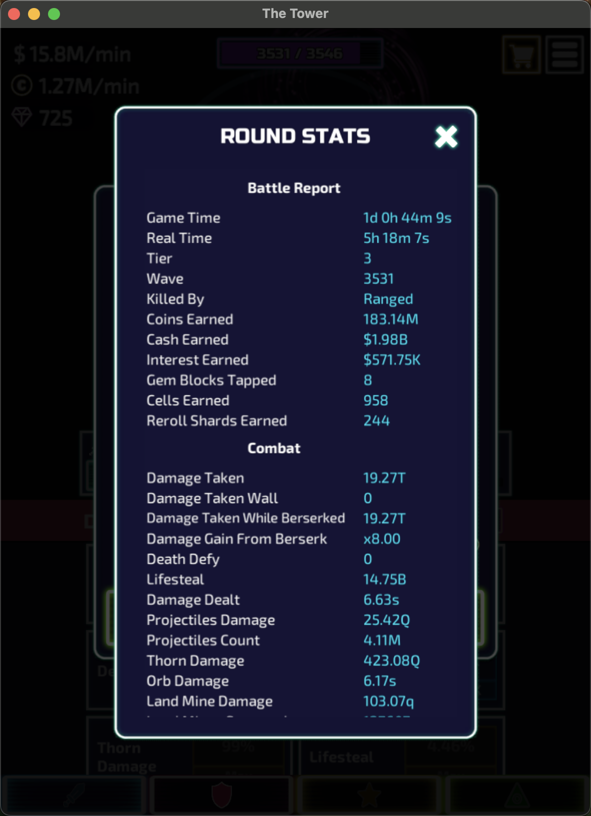 The Tower
$ 15.8M/min
3531 / 3546
© 1.27M/min
725
ROUND STATS
Battle Report
Game Time 1d 0h 44m 9s
Real Time 5h 18m 7s
Tier 3
Wave 3531
Killed By Ranged
Coins Earned 183.14M
Cash Earned $1.98B
Interest Earned $571.75K
Gem Blocks Tapped 8
Cells Earned 958
Reroll Shards Earned 244
Combat
Damage Taken 19.27T
Damage Taken Wall 0
Damage Taken While Berserked 19.27T
Damage Gain From Berserk x8.00
Death Defy 0
Lifesteal 14.75B
Damage Dealt 6.63s
Projectiles Damage 25.42Q
Projectiles Count 4.11M
Thorn Damage 423.08Q
Orb Damage 6.17s
Land Mine Damage 103.07q
Thorn Damage 99%
Lifesteal 4.46%